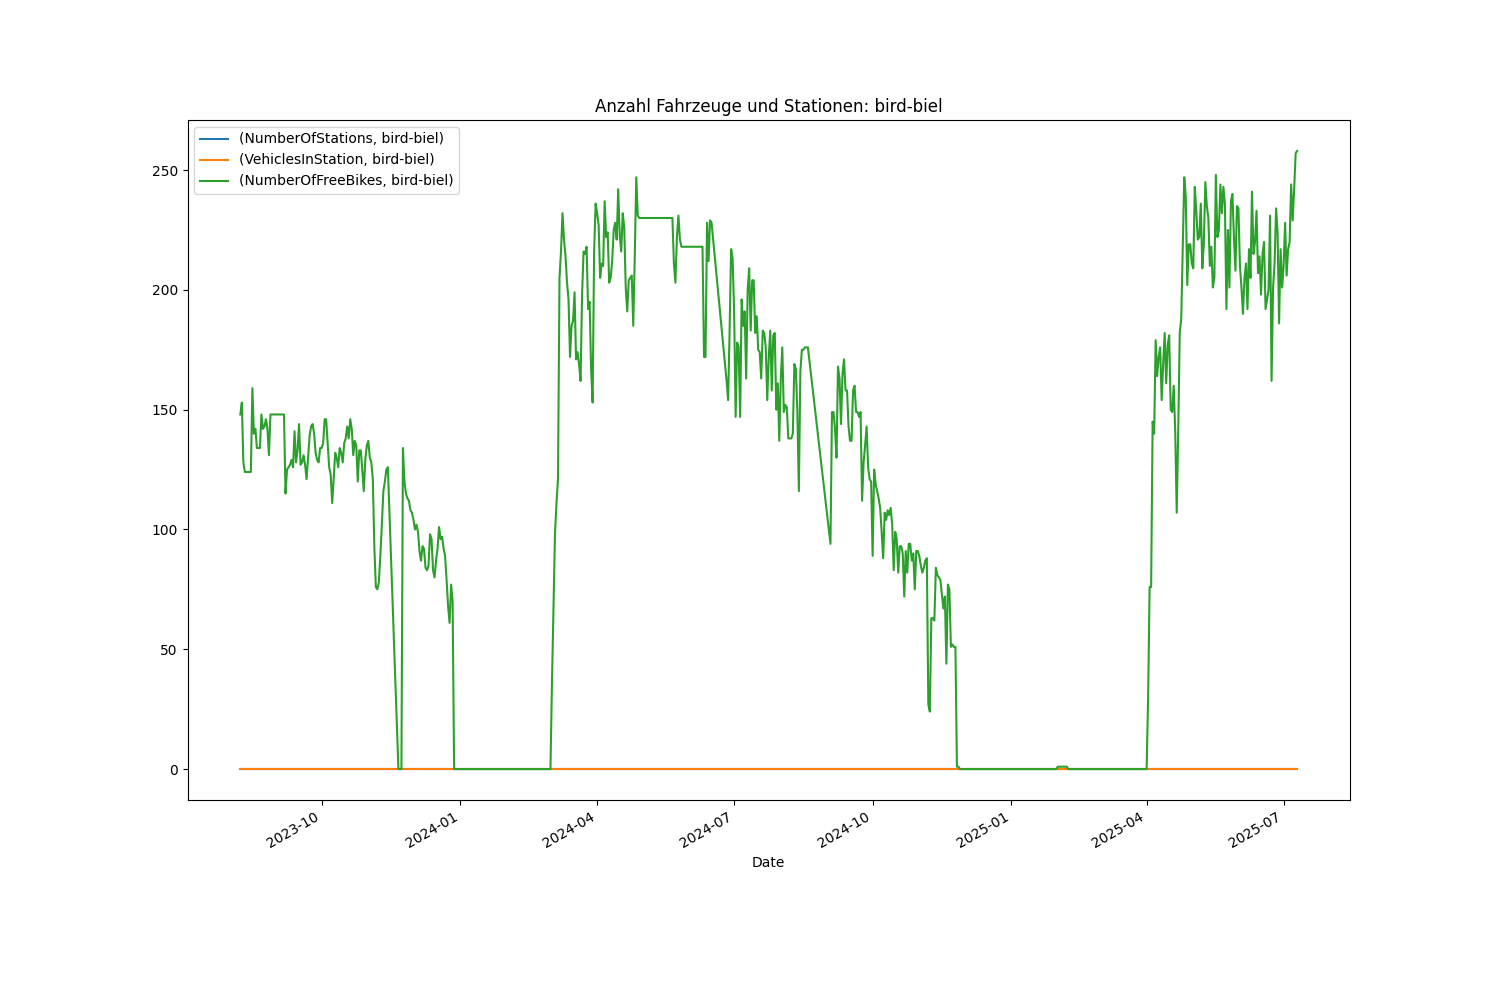 Anzahl Fahrzeuge und Stationen: bird-biel
(NumberOfStations, bird-biel)
(VehiclesInStation, bird-biel)
(NumberOfFreeBikes, bird-biel)
250
200
150
100
50
0
2023-10
2024-01
2024-04
2024-07
2024-10
2025-01
2025-04
2025-07
Date